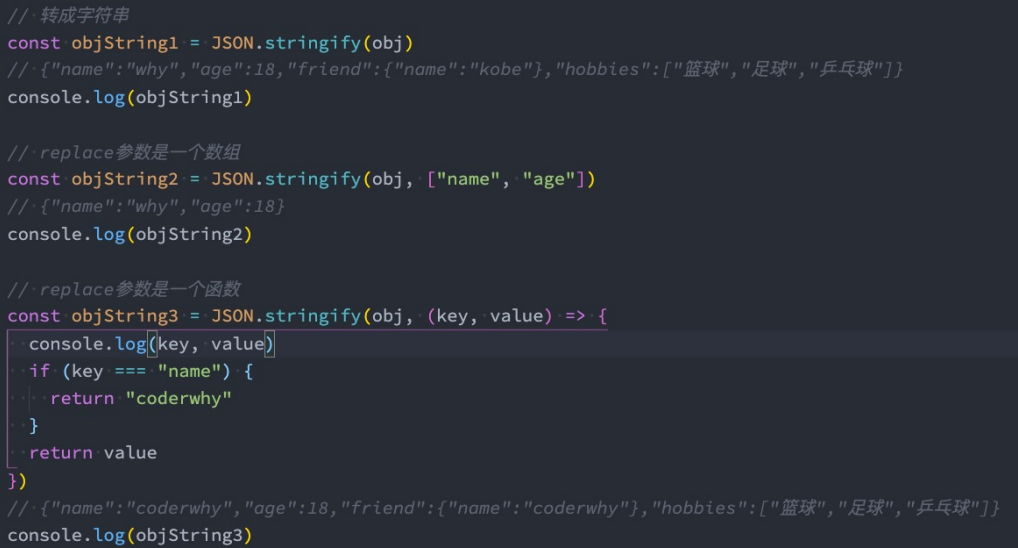 // 转成字符串
const objString1 = JSON.stringify(obj)
// {"name":"why","age":18,"friend":{"name":"kobe"},"hobbies":["篮球","足球","乒乓球"]}
console.log(objString1)

// replace参数是一个数组
const objString2 = JSON.stringify(obj, ["name", "age"])
// {"name":"why","age":18}
console.log(objString2)

// replace参数是一个函数
const objString3 = JSON.stringify(obj, (key, value) => {
  console.log(key, value)
  if (key === "name") {
    return "coderwhy"
  }
  return value
})
// {"name":"coderwhy","age":18,"friend":{"name":"coderwhy"},"hobbies":["篮球","足球","乒乓球"]}
console.log(objString3)